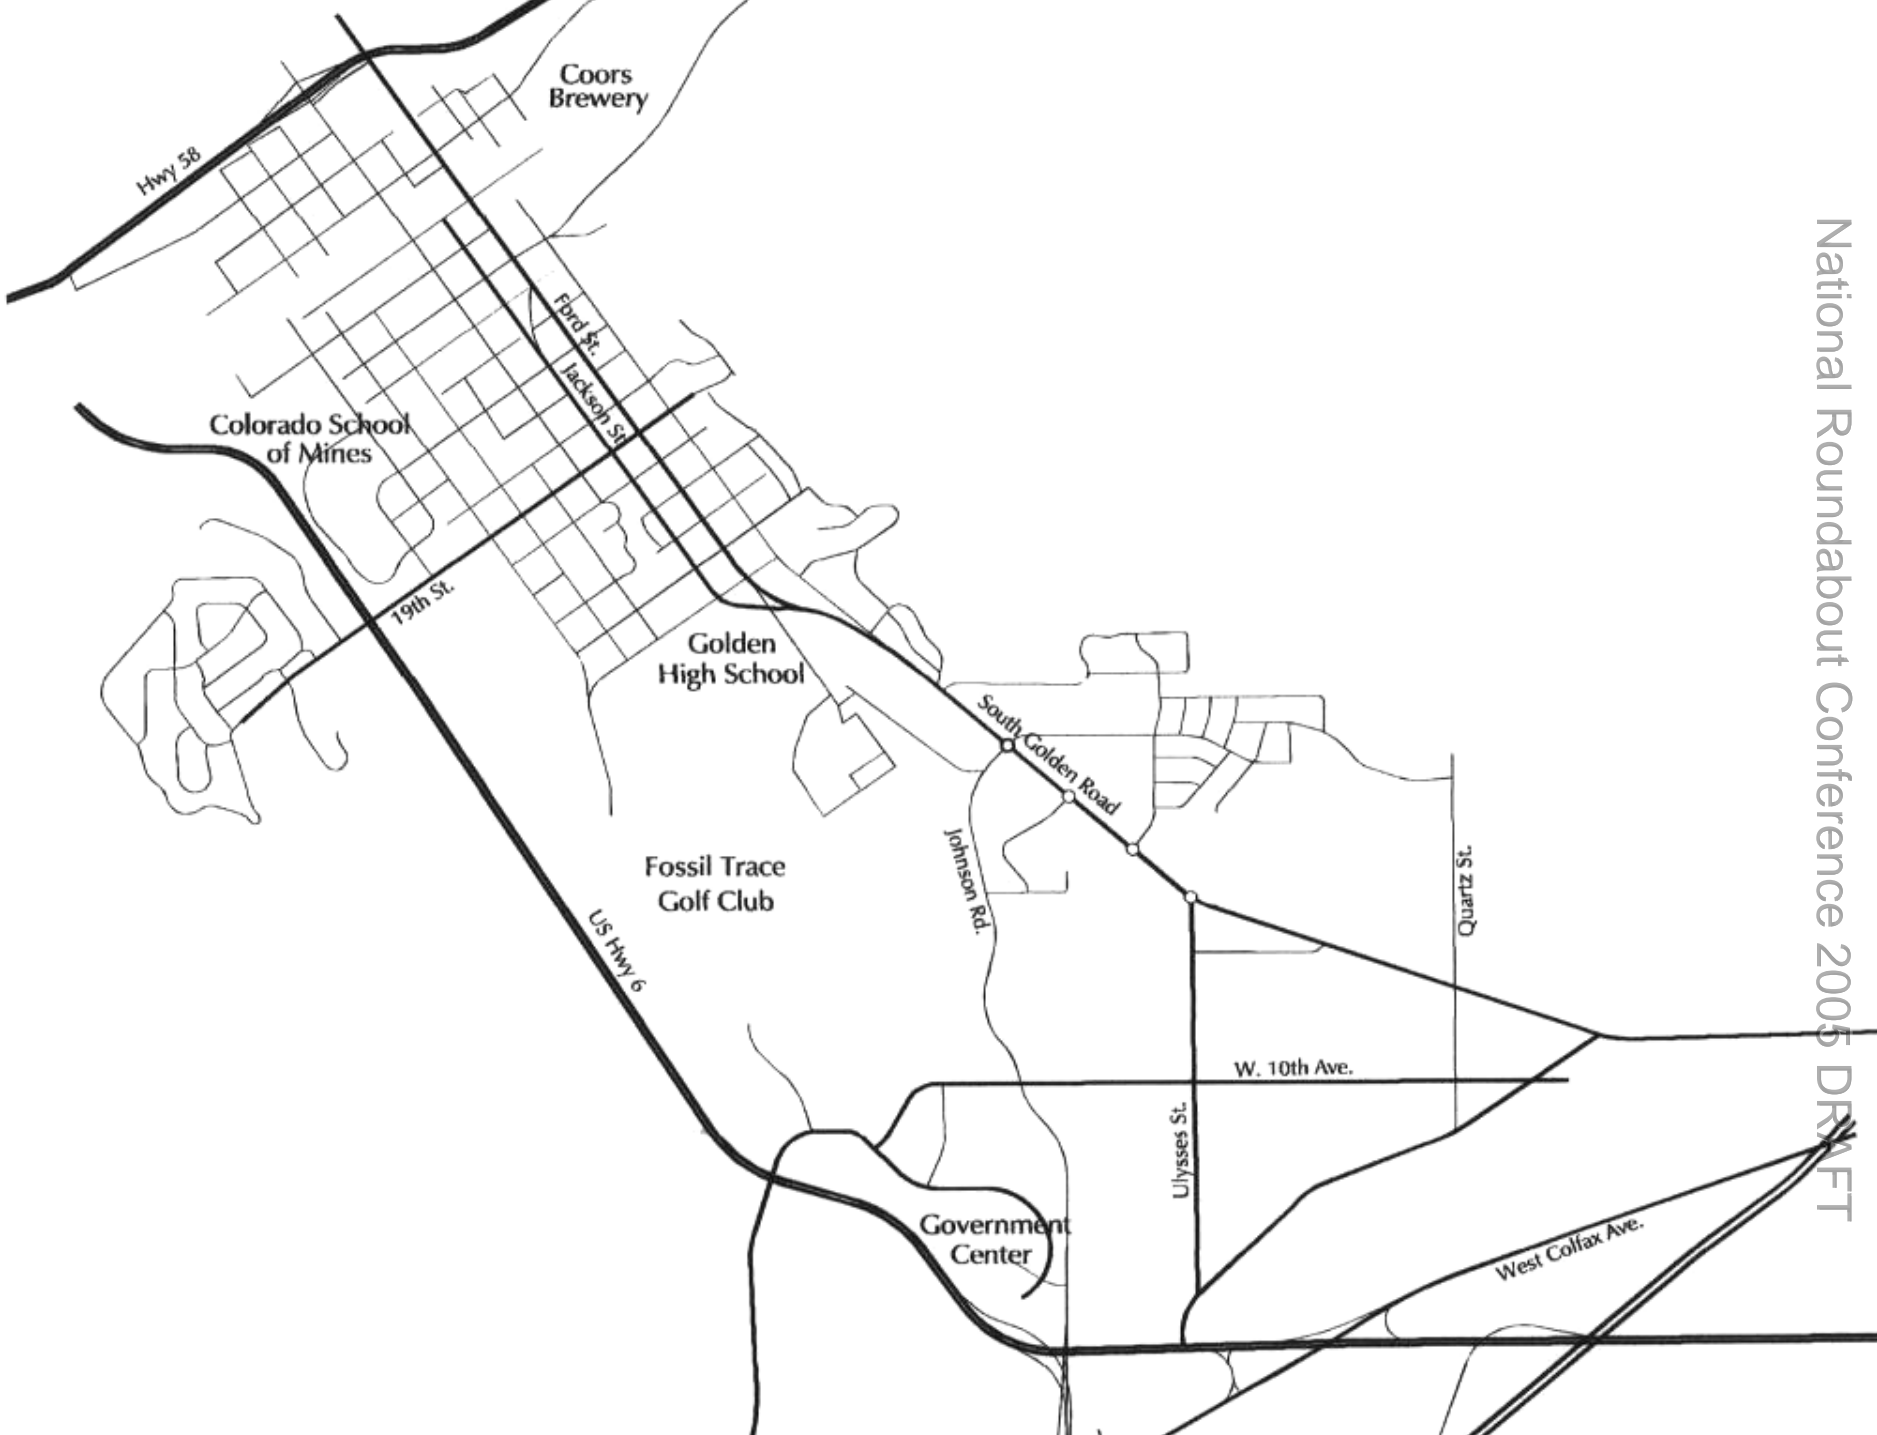 Coors
Brewery
Hwy 58
Ford St.
Jackson St.
Colorado School
of Mines
19th St.
Golden
High School
South Golden Road
Johnson Rd.
Fossil Trace
Golf Club
Quartz St.
US Hwy 6
W. 10th Ave.
Ulysses St.
Government
Center
West Colfax Ave.
National Roundabout Conference 2005 DRAFT